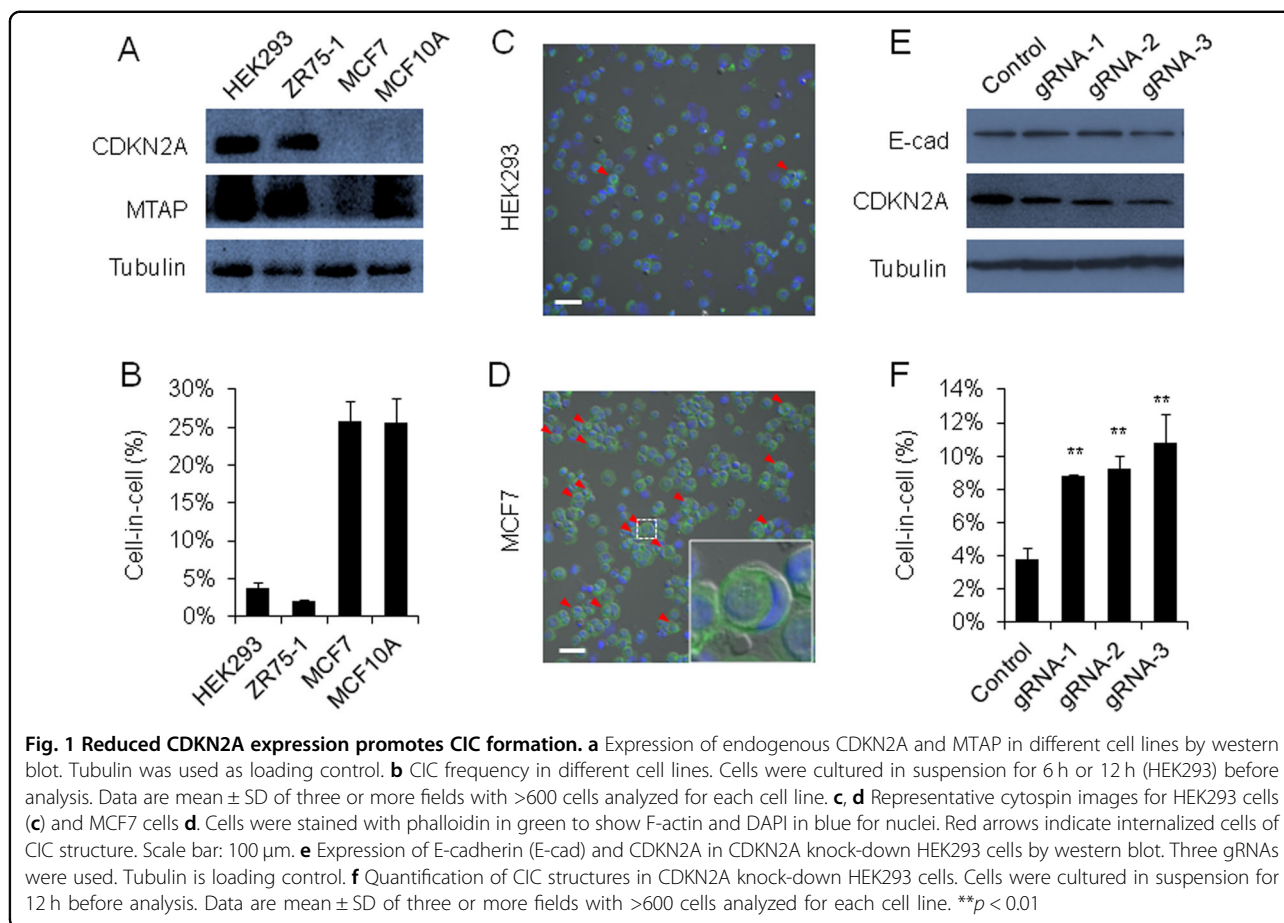 A
HEK293
ZR75-1
MCF7
MCF10A
CDKN2A
MTAP
Tubulin
B
Cell-in-cell (%)
30%
25%
20%
15%
10%
5%
0%
HEK293
ZR75-1
MCF7
MCF10A
C
HEK293
D
MCF7
E
Control
gRNA-1
gRNA-2
gRNA-3
E-cad
CDKN2A
Tubulin
F
Cell-in-cell (%)
14%
12%
10%
8%
6%
4%
2%
0%
**
**
**
Control
gRNA-1
gRNA-2
gRNA-3
Fig. 1 Reduced CDKN2A expression promotes CIC formation. a Expression of endogenous CDKN2A and MTAP in different cell lines by western
blot. Tubulin was used as loading control. b CIC frequency in different cell lines. Cells were cultured in suspension for 6 h or 12 h (HEK293) before
analysis. Data are mean ± SD of three or more fields with >600 cells analyzed for each cell line. c, d Representative cytospin images for HEK293 cells
(c) and MCF7 cells d. Cells were stained with phalloidin in green to show F-actin and DAPI in blue for nuclei. Red arrows indicate internalized cells of
CIC structure. Scale bar: 100 μm. e Expression of E-cadherin (E-cad) and CDKN2A in CDKN2A knock-down HEK293 cells by western blot. Three gRNAs
were used. Tubulin is loading control. f Quantification of CIC structures in CDKN2A knock-down HEK293 cells. Cells were cultured in suspension for
12 h before analysis. Data are mean ± SD of three or more fields with >600 cells analyzed for each cell line. **p < 0.01